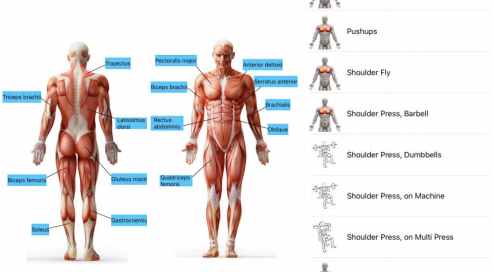 Trapezius
Triceps brachii
Latissimus
dorsi
Biceps femoris
Gluteus maxi
Soleus
Gastrocnemiu
Pectoralis major
Anterior deltoid
Serratus anterior
Biceps brachii
Brachialis
Rectus
abdominis
Oblique
Quadriceps
femoris
Pushups
Shoulder Fly
Shoulder Press, Barbell
Shoulder Press, Dumbbells
Shoulder Press, on Machine
Shoulder Press, on Multi Press